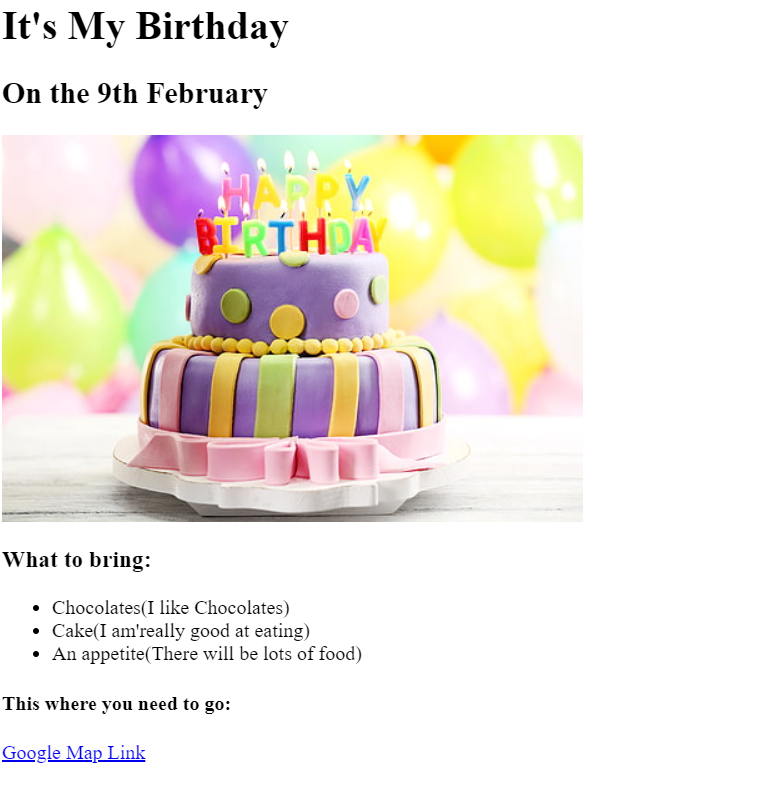 It's My Birthday
On the 9th February
HAPPY
BIRTHDAY
What to bring:
Chocolates(I like Chocolates)
Cake(I am'really good at eating)
An appetite(There will be lots of food)
This where you need to go:
Google Map Link